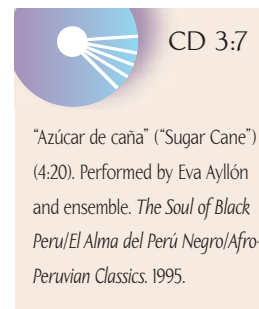 CD 3:7
“Azúcar de caña” (“Sugar Cane”)
(4:20). Performed by Eva Ayllón
and ensemble. The Soul of Black
Peru/El Alma del Perú Negro/Afro-
Peruvian Classics. 1995.